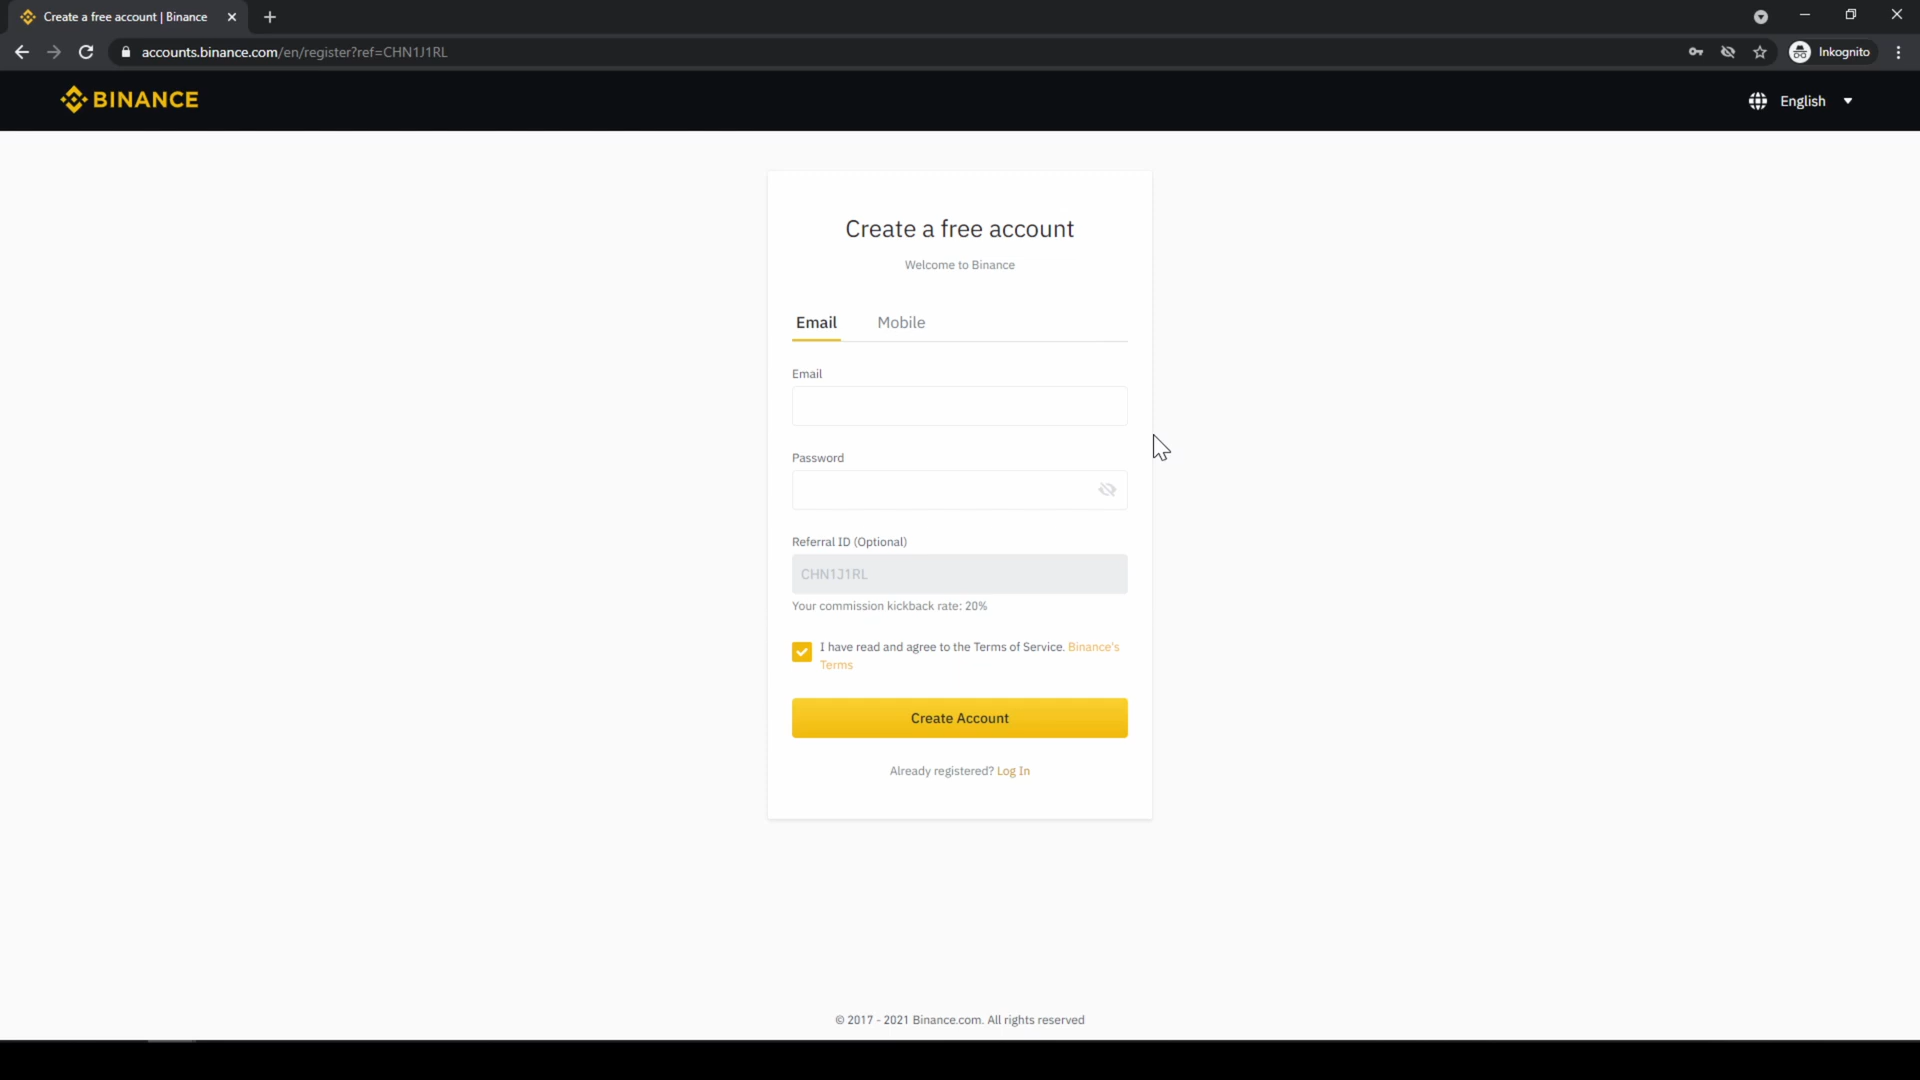 Create a free account | Binance
accounts.binance.com/en/register?ref=CHN1J1RL
Inkognito
BINANCE
English
Create a free account
Welcome to Binance
Email Mobile
Email
Password
Referral ID (Optional)
CHN1J1RL
Your commission kickback rate: 20%
I have read and agree to the Terms of Service. Binance's
Terms
Create Account
Already registered? Log In
© 2017 - 2021 Binance.com. All rights reserved